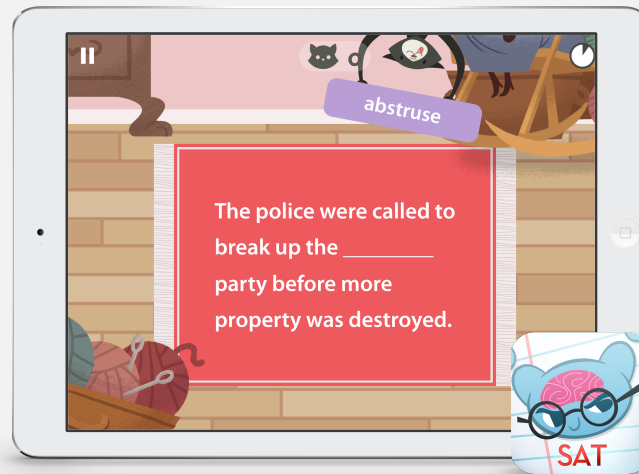 abstruse
The police were called to
break up the ________
party before more
property was destroyed.
SAT